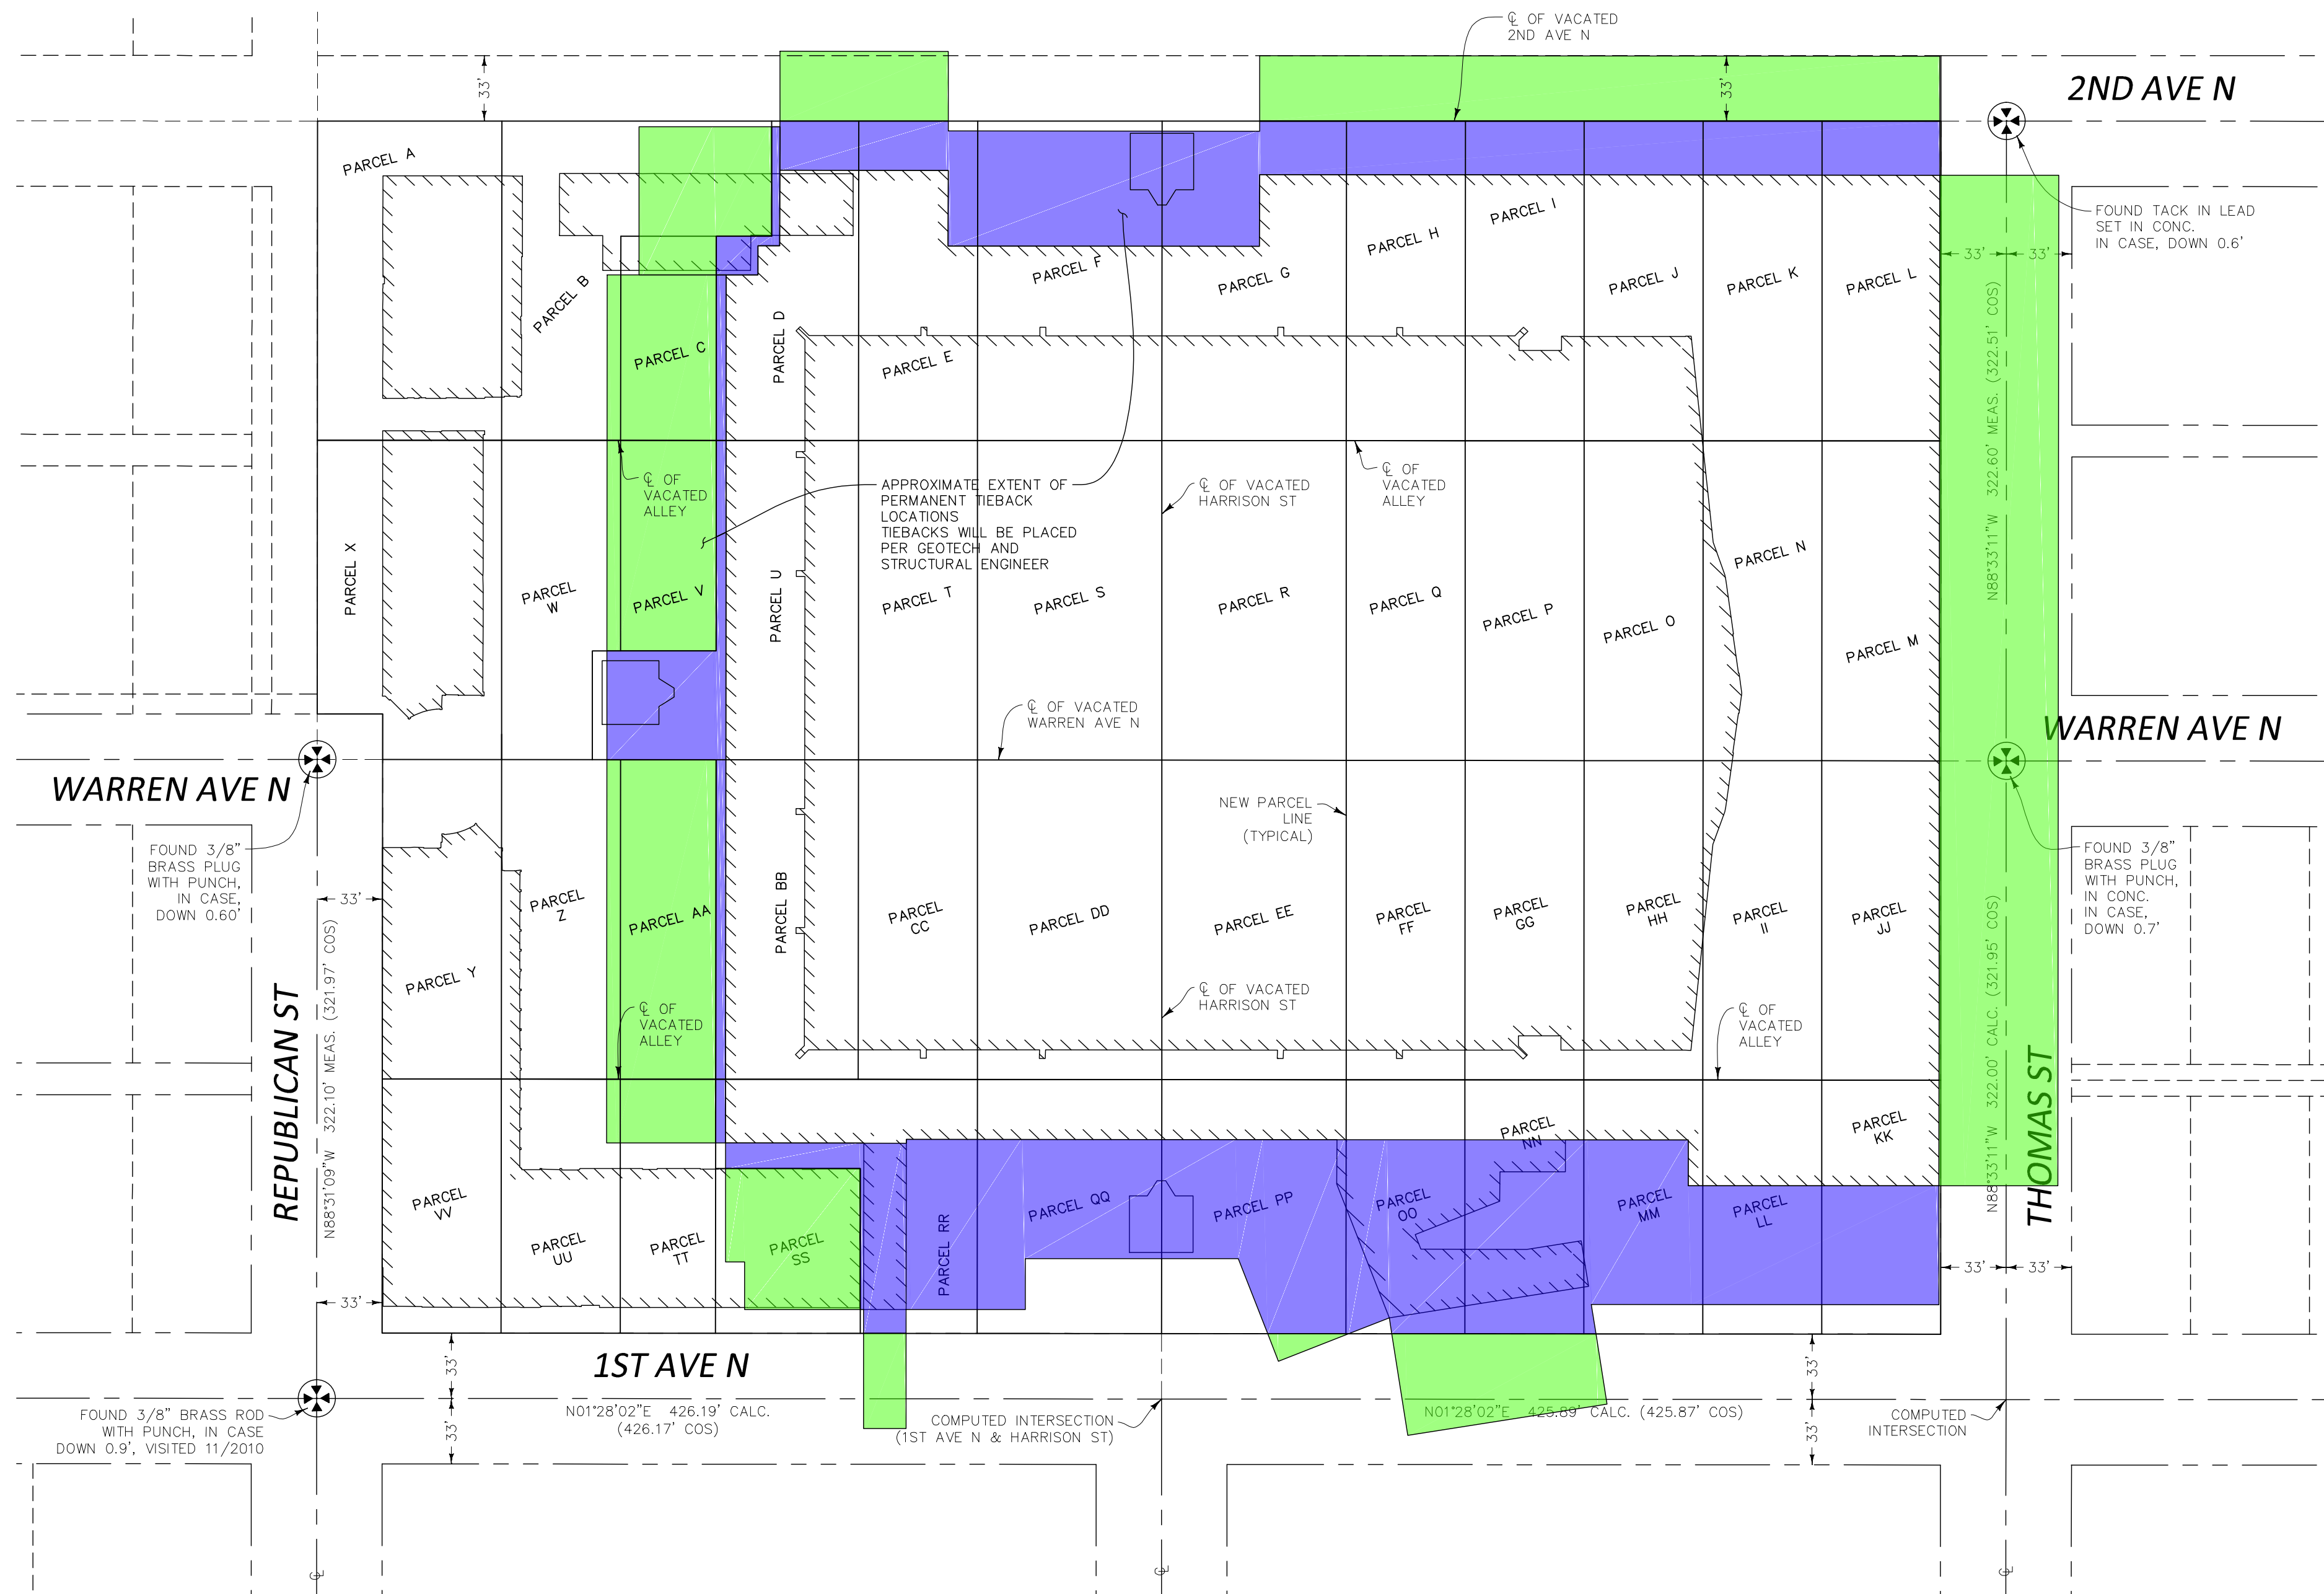 ℄ OF VACATED
2ND AVE N
33'
33'
2ND AVE N
PARCEL A
FOUND TACK IN LEAD
SET IN CONC.
IN CASE, DOWN 0.6'
33'
33'
PARCEL I
PARCEL H
PARCEL F
PARCEL G
PARCEL J
PARCEL K
PARCEL L
PARCEL B
PARCEL C
PARCEL D
PARCEL E
N88°33'11"W 322.60' MEAS. (322.51' COS)
℄ OF
VACATED
ALLEY
APPROXIMATE EXTENT OF
PERMANENT TIEBACK
LOCATIONS
TIEBACKS WILL BE PLACED
PER GEOTECH AND
STRUCTURAL ENGINEER
℄ OF VACATED
HARRISON ST
℄ OF
VACATED
ALLEY
PARCEL X
PARCEL
W
PARCEL V
PARCEL U
PARCEL T
PARCEL S
PARCEL R
PARCEL Q
PARCEL P
PARCEL O
PARCEL N
PARCEL M
℄ OF VACATED
WARREN AVE N
WARREN AVE N
WARREN AVE N
NEW PARCEL
LINE
(TYPICAL)
FOUND 3/8"
BRASS PLUG
WITH PUNCH,
IN CASE,
DOWN 0.60'
FOUND 3/8"
BRASS PLUG
WITH PUNCH,
IN CONC.
IN CASE,
DOWN 0.7'
33'
PARCEL
Z
PARCEL AA
PARCEL BB
PARCEL
CC
PARCEL DD
PARCEL EE
PARCEL
FF
PARCEL
GG
PARCEL
HH
PARCEL
II
PARCEL
JJ
PARCEL Y
℄ OF
VACATED
ALLEY
℄ OF VACATED
HARRISON ST
℄ OF
VACATED
ALLEY
REPUBLICAN ST
N88°31'09"W 322.10' MEAS. (321.97' COS)
N88°33'11"W 322.00' CALC. (321.95' COS)
THOMAS ST
PARCEL
NN
PARCEL
KK
PARCEL
VV
PARCEL
UU
PARCEL
TT
PARCEL
SS
PARCEL RR
PARCEL QQ
PARCEL PP
PARCEL
OO
PARCEL
MM
PARCEL
LL
33'
33'
33'
1ST AVE N
33'
33'
33'
33'
FOUND 3/8" BRASS ROD
WITH PUNCH, IN CASE
DOWN 0.9', VISITED 11/2010
N01°28'02"E 426.19' CALC.
(426.17' COS)
COMPUTED INTERSECTION
(1ST AVE N & HARRISON ST)
N01°28'02"E 425.89' CALC. (425.87' COS)
COMPUTED
INTERSECTION
℄
℄
℄